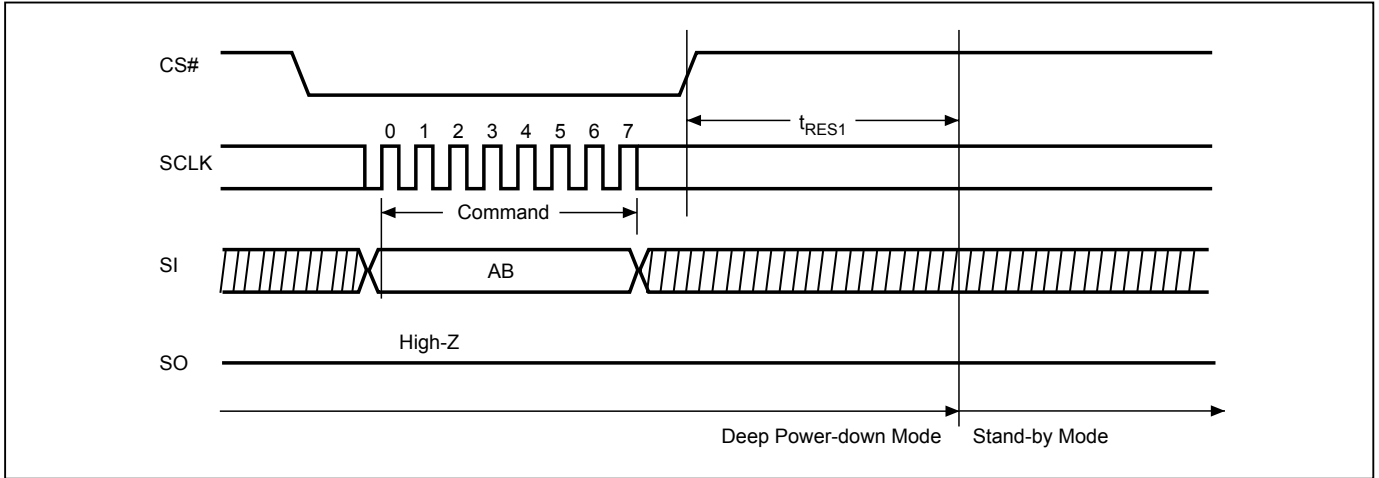 CS#
t_RES1
0 1 2 3 4 5 6 7
SCLK
Command
SI
AB
High-Z
SO
Deep Power-down Mode Stand-by Mode